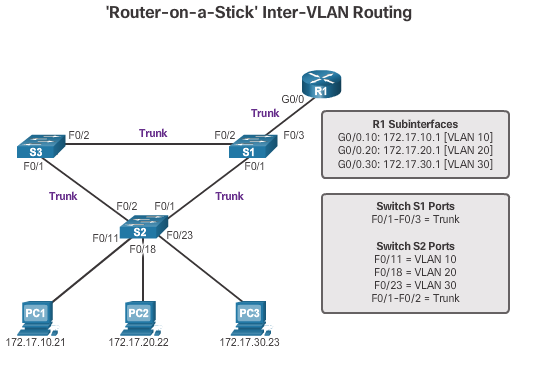 'Router-on-a-Stick' Inter-VLAN Routing
R1
G0/0
Trunk
F0/2
Trunk
F0/2
F0/3
S3
S1
F0/1
F0/1
Trunk
Trunk
F0/2
F0/1
S2
F0/11
F0/23
F0/18
PC1
PC2
PC3
172.17.10.21
172.17.20.22
172.17.30.23
R1 Subinterfaces
G0/0.10: 172.17.10.1 [VLAN 10]
G0/0.20: 172.17.20.1 [VLAN 20]
G0/0.30: 172.17.30.1 [VLAN 30]
Switch S1 Ports
F0/1-F0/3 = Trunk
Switch S2 Ports
F0/11 = VLAN 10
F0/18 = VLAN 20
F0/23 = VLAN 30
F0/1-F0/2 = Trunk